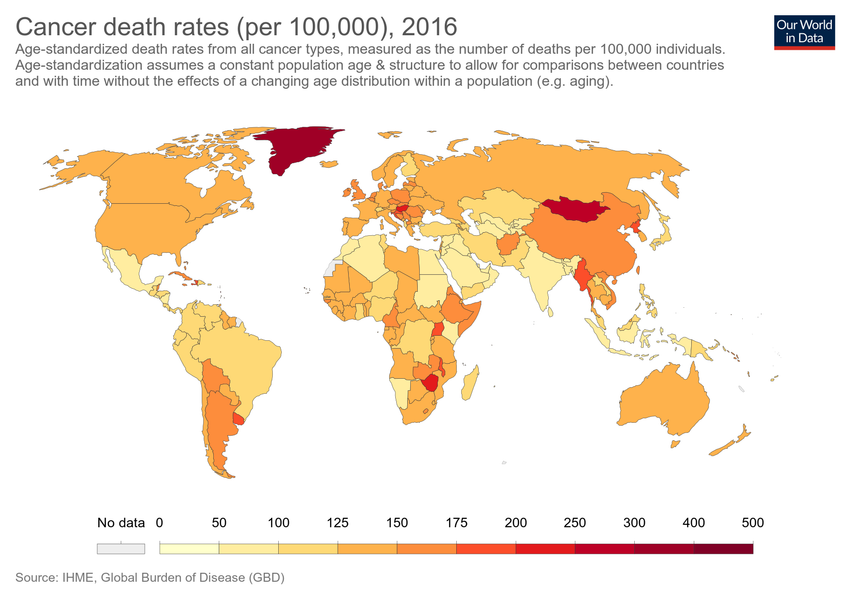 Cancer death rates (per 100,000), 2016
Our World
in Data
Age-standardized death rates from all cancer types, measured as the number of deaths per 100,000 individuals.
Age-standardization assumes a constant population age & structure to allow for comparisons between countries
and with time without the effects of a changing age distribution within a population (e.g. aging).
No data 0 50 100 125 150 175 200 250 300 400 500
Source: IHME, Global Burden of Disease (GBD)